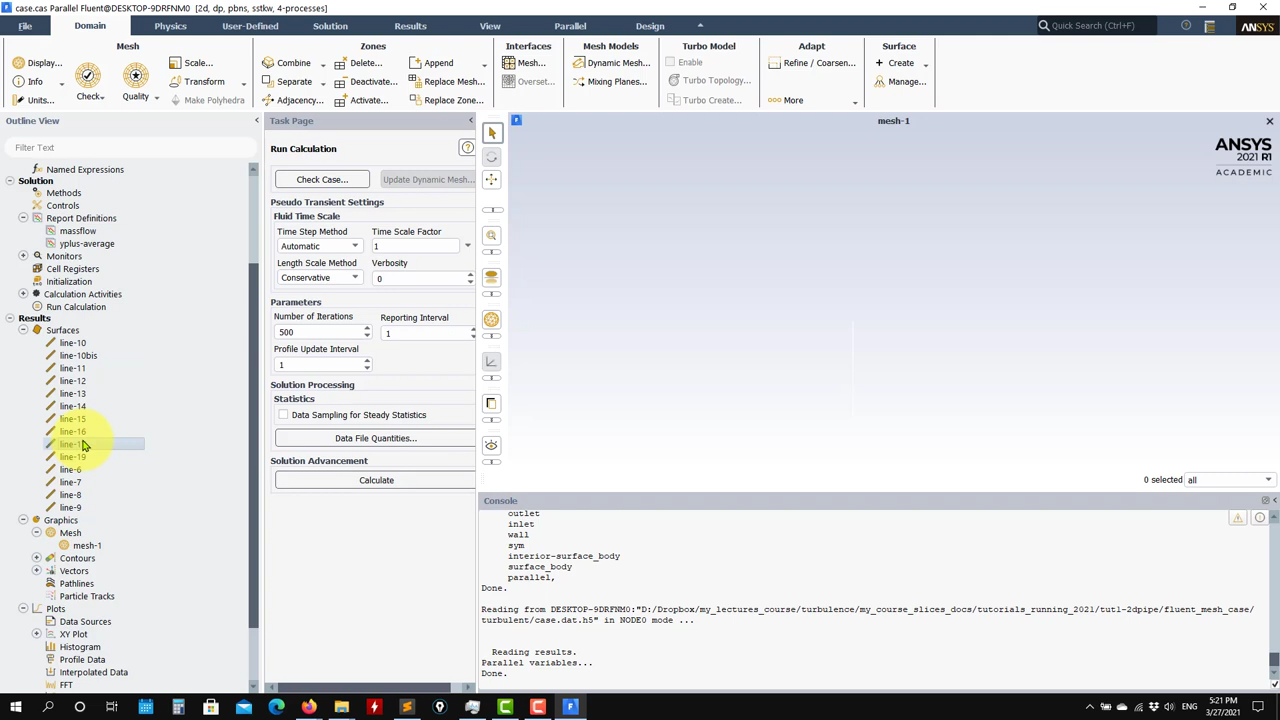 case.cas Parallel Fluent@DESKTOP-9DRFNM0 [2d, dp, pbns, sstkw, 4-processes]
File Domain Physics User-Defined Solution Results View Parallel Design Quick Search (Ctrl+F) ANSYS
Mesh Zones Interfaces Mesh Models Turbo Model Adapt Surface
Display... Scale... Combine Delete... Append Mesh... Dynamic Mesh... Enable Refine / Coarsen... Create
Info Check Quality Transform Separate Deactivate... Replace Mesh... Overset... Mixing Planes... Turbo Topology... Manage...
Units... Make Polyhedra Adjacency... Activate... Replace Zone... Turbo Create... More
Outline View
Filter Text
Named Expressions
Solution
Methods
Controls
Report Definitions
massflow
yplus-average
Monitors
Cell Registers
Initialization
Calculation Activities
Run Calculation
Results
Surfaces
line-10
line-10bis
line-11
line-12
line-13
line-14
line-15
line-16
line-19
line-6
line-7
line-8
line-9
Graphics
Mesh
mesh-1
Contours
Vectors
Pathlines
Particle Tracks
Plots
Data Sources
XY Plot
Histogram
Profile Data
Interpolated Data
FFT
Task Page
Run Calculation
Check Case... Update Dynamic Mesh...
Pseudo Transient Settings
Fluid Time Scale
Time Step Method Time Scale Factor
Automatic 1
Length Scale Method Verbosity
Conservative 0
Parameters
Number of Iterations Reporting Interval
500 1
Profile Update Interval
1
Solution Processing
Statistics
Data Sampling for Steady Statistics
Data File Quantities...
Solution Advancement
Calculate
mesh-1
ANSYS
2021 R1
ACADEMIC
0 selected all
Console
outlet
inlet
wall
sym
interior-surface_body
surface_body
parallel,
Done.
Reading from DESKTOP-9DRFNM0:"D:/Dropbox/my_lectures_course/turbulence/my_course_slices_docs/tutorials_running_2021/tut1-2dpipe/fluent_mesh_case/
turbulent/case.dat.h5" in NODE0 mode ...
Reading results.
Parallel variables...
Done.
ENG
5:21 PM
3/27/2021